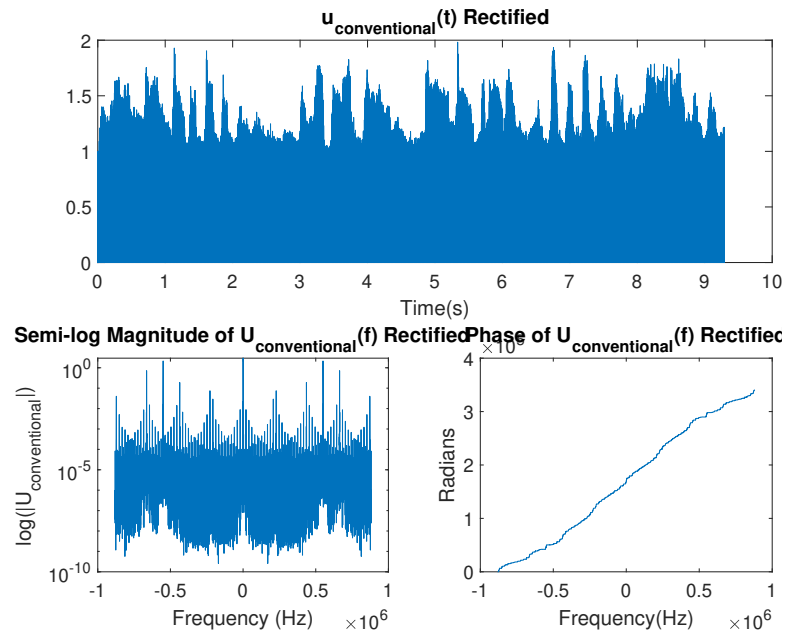 u_conventional(t) Rectified
2
1.5
1
0.5
0
0 1 2 3 4 5 6 7 8 9 10
Time(s)
Semi-log Magnitude of U_conventional(f) Rectified
10^0
10^-5
10^-10
log(|U_conventional|)
-1 -0.5 0 0.5 1
Frequency (Hz) ×10^6
Phase of U_conventional(f) Rectified
4
3
2
1
0
Radians
-1 -0.5 0 0.5 1
Frequency(Hz) ×10^6